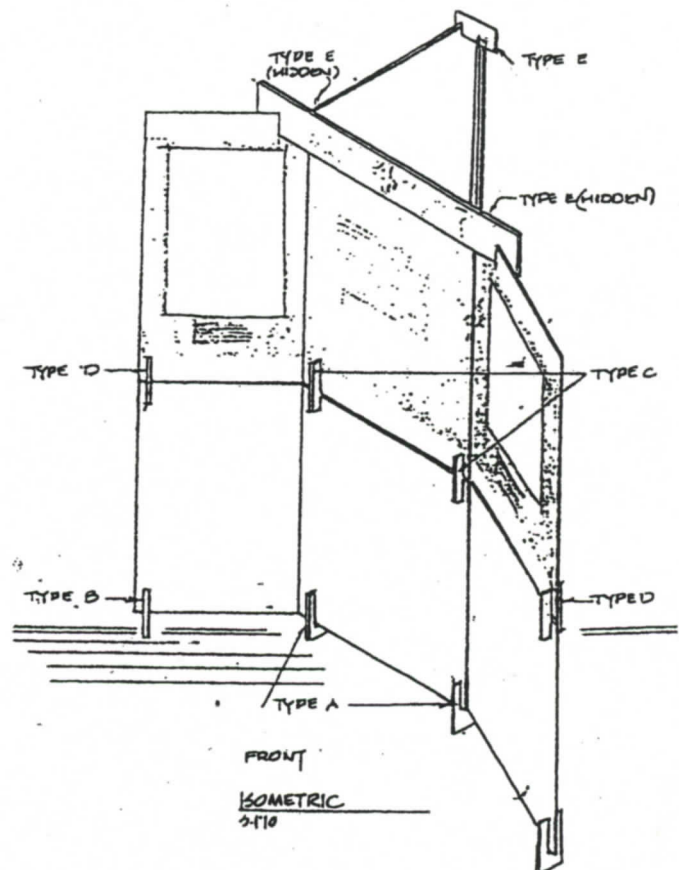 TYPE E
(HIDDEN)
TYPE E
TYPE E (HIDDEN)
TYPE D
TYPE C
TYPE B
TYPE D
TYPE A
FRONT
ISOMETRIC